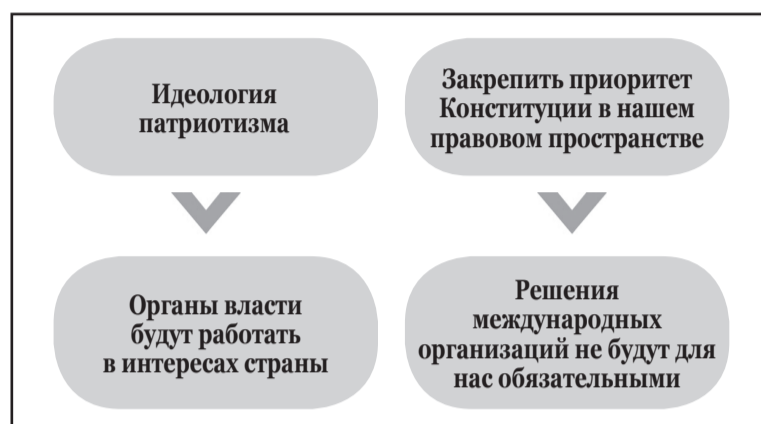 Идеология
патриотизма
Закрепить приоритет
Конституции в нашем
правовом пространстве
Органы власти
будут работать
в интересах страны
Решения
международных
организаций не будут для
нас обязательными